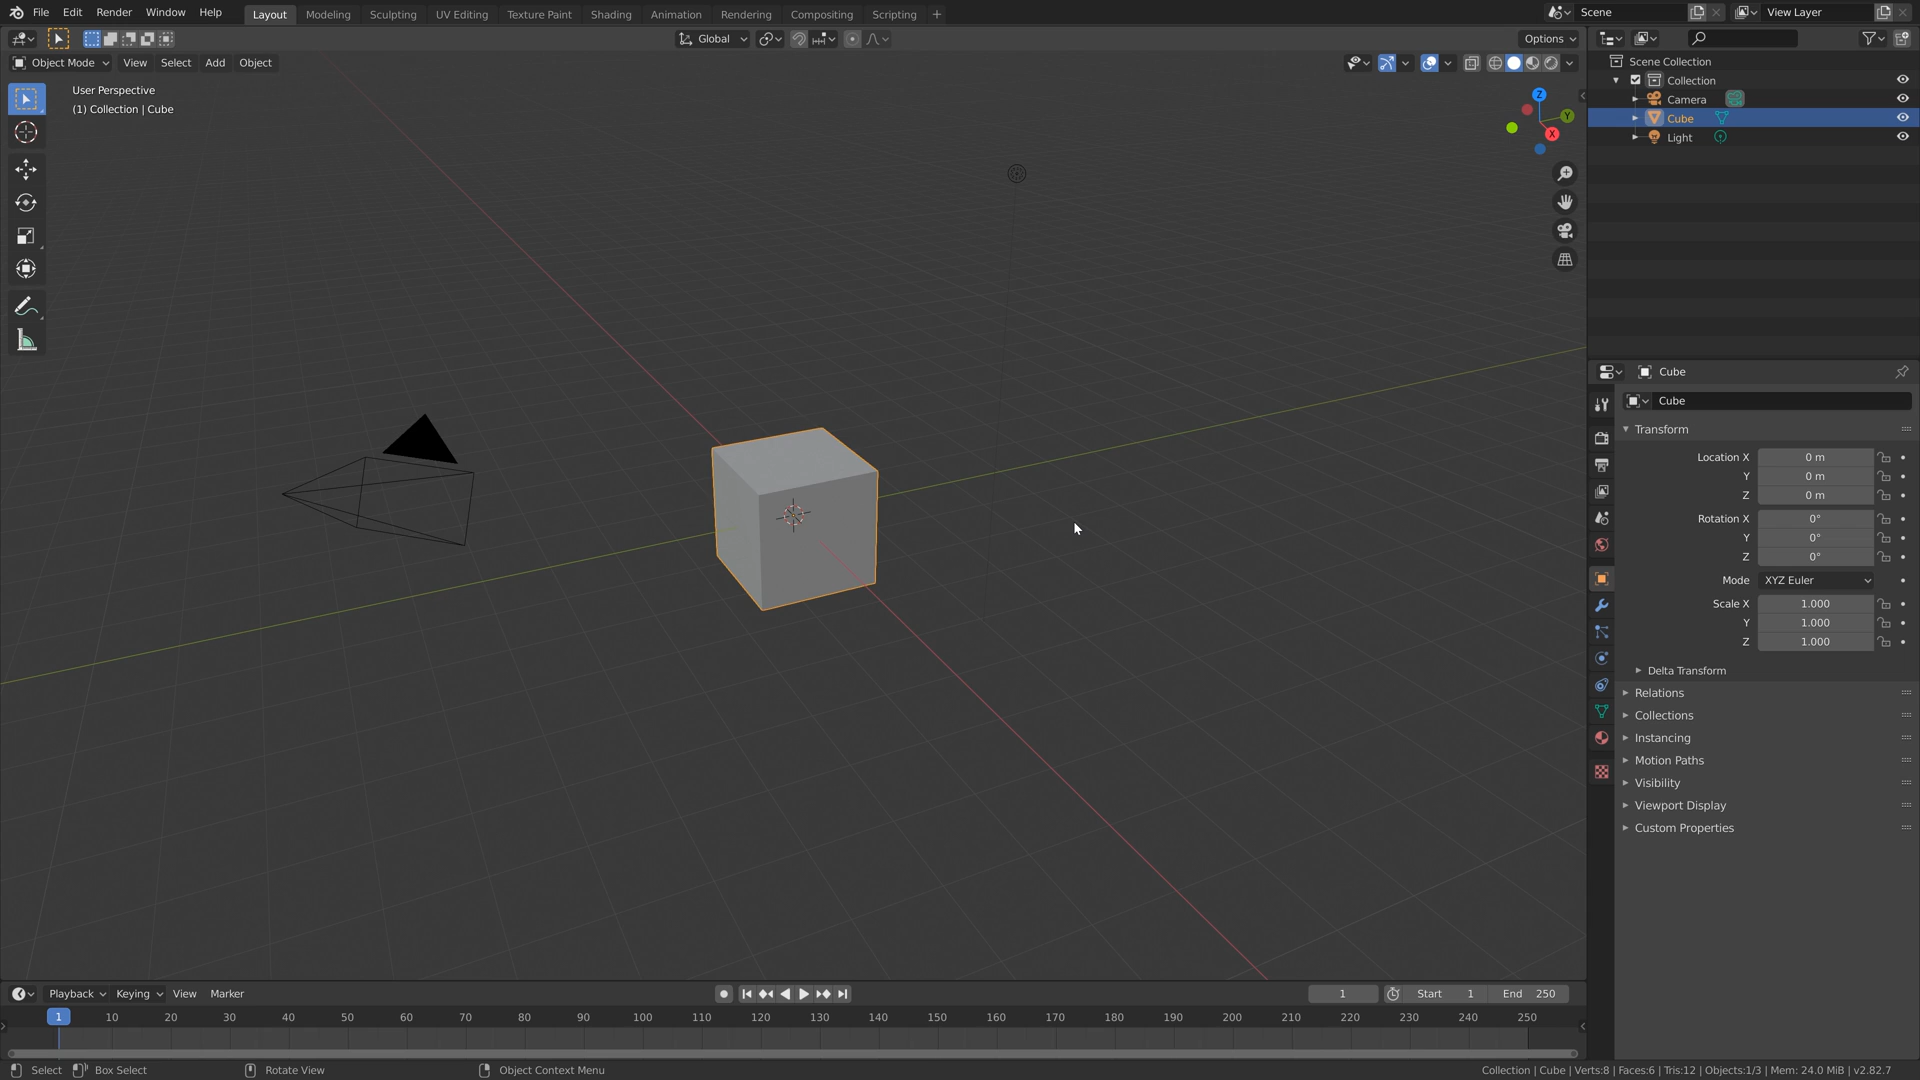 File Edit Render Window Help Layout Modeling Sculpting UV Editing Texture Paint Shading Animation Rendering Compositing Scripting + Scene View Layer
Global Options
Object Mode View Select Add Object
User Perspective
(1) Collection | Cube
Z
Y
X
Scene Collection
Collection
Camera
Cube
Light
Cube
Cube
Transform
Location X 0 m
Y 0 m
Z 0 m
Rotation X 0°
Y 0°
Z 0°
Mode XYZ Euler
Scale X 1.000
Y 1.000
Z 1.000
Delta Transform
Relations
Collections
Instancing
Motion Paths
Visibility
Viewport Display
Custom Properties
Playback Keying View Marker 1 Start 1 End 250
1 10 20 30 40 50 60 70 80 90 100 110 120 130 140 150 160 170 180 190 200 210 220 230 240 250
Select Box Select Rotate View Object Context Menu Collection | Cube | Verts:8 | Faces:6 | Tris:12 | Objects:1/3 | Mem: 24.0 MiB | v2.82.7